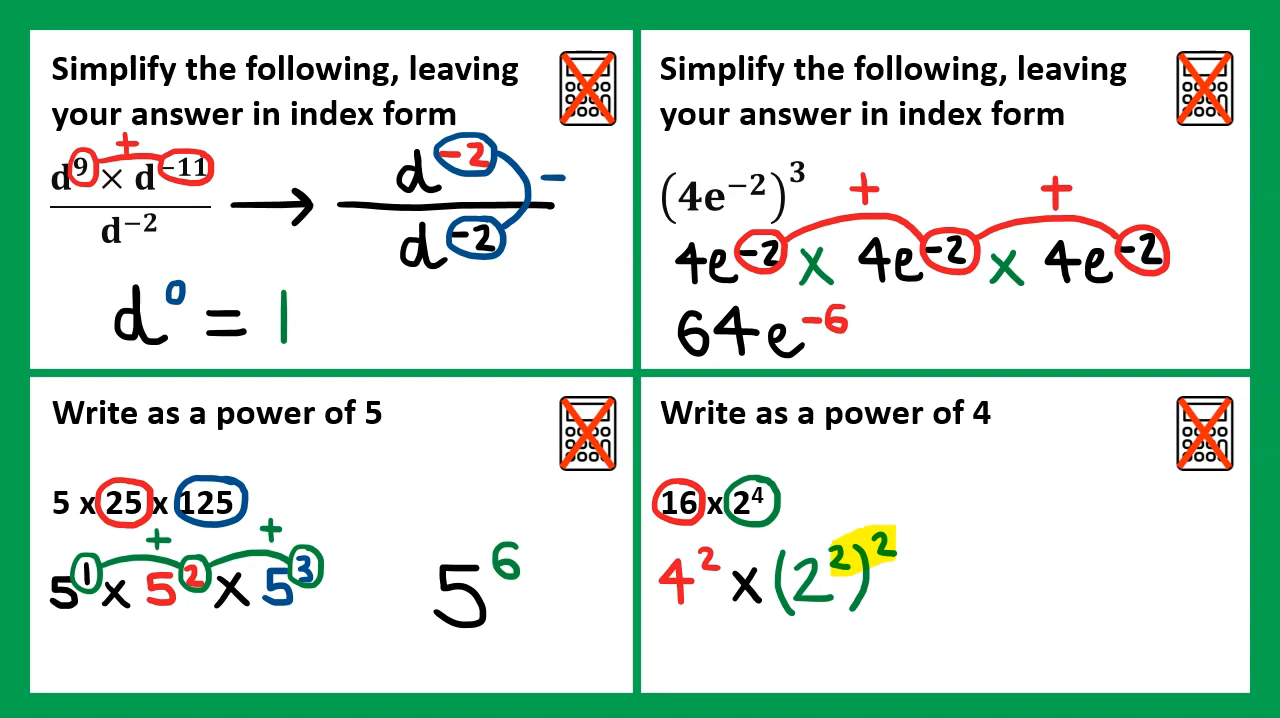 Simplify the following, leaving
your answer in index form
+
d⁹ × d⁻¹¹
d⁻²
d⁻²
d⁻²
−
d⁰ = 1
Simplify the following, leaving
your answer in index form
(4e⁻²)³
+ +
4e⁻² × 4e⁻² × 4e⁻²
64e⁻⁶
Write as a power of 5
5 x 25 x 125
+ +
5¹ × 5² × 5³
5⁶
Write as a power of 4
16 x 2⁴
4² × (2²)²